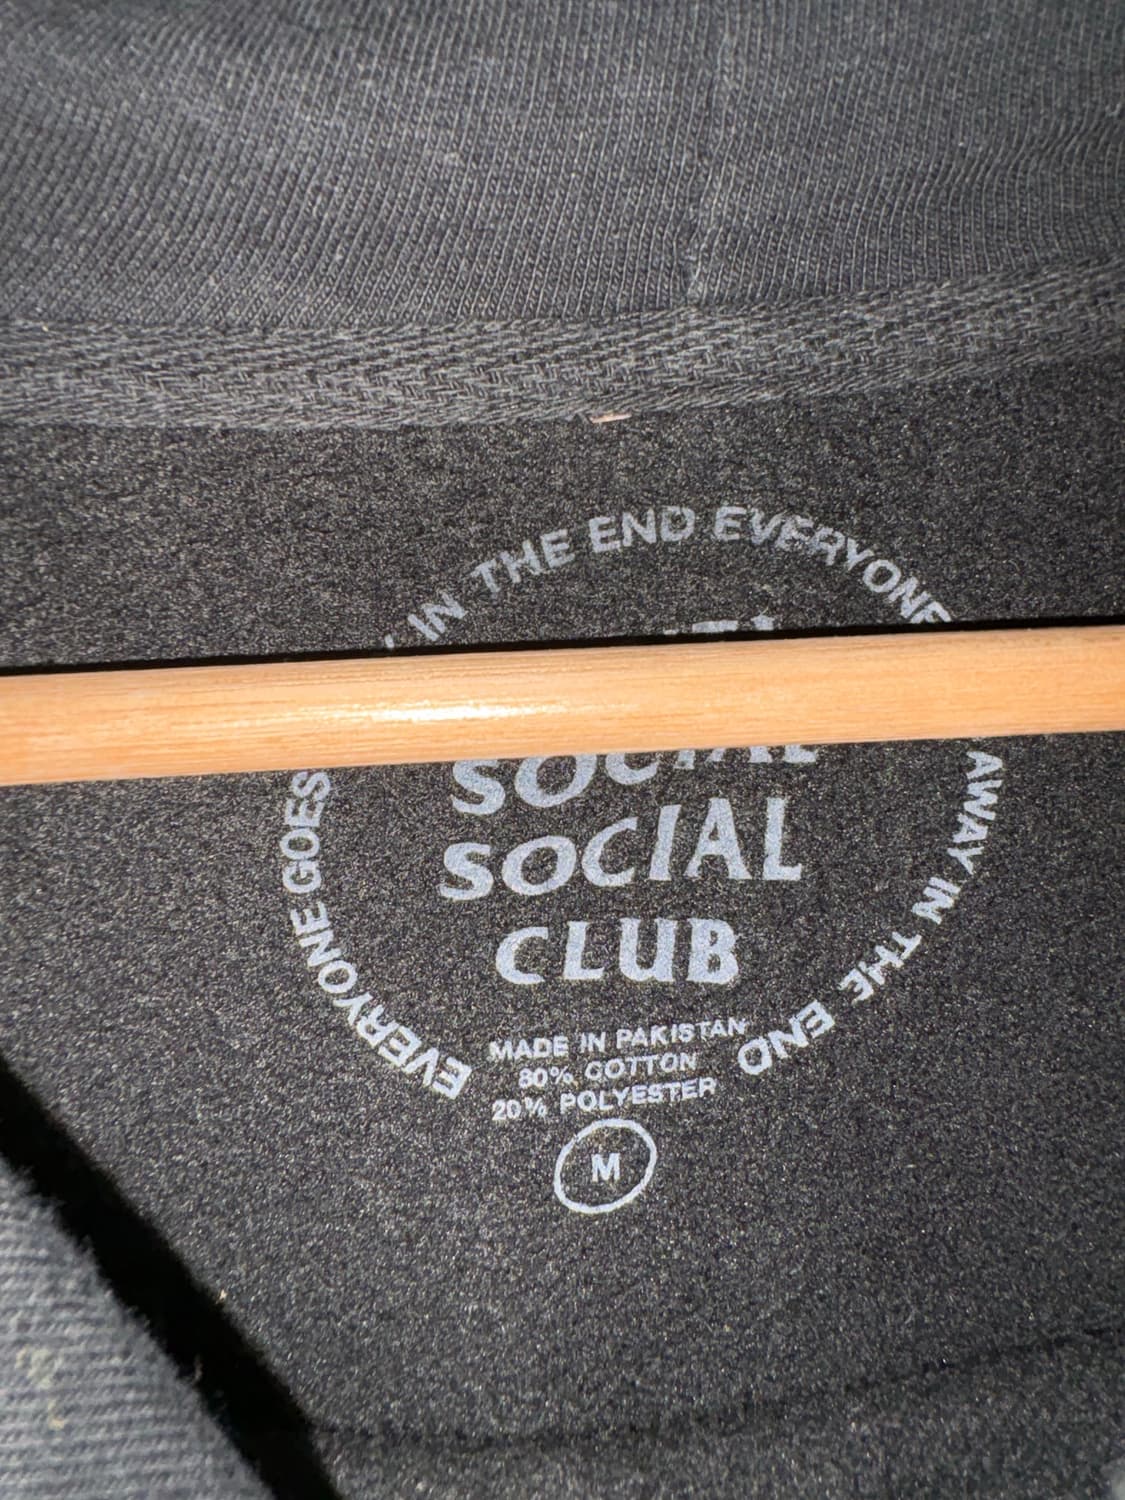 IN THE END EVERYONE
AWAY IN THE END
EVERYONE GOES
SOCIAL
SOCIAL
CLUB
MADE IN PAKISTAN
80% COTTON
20% POLYESTER
M